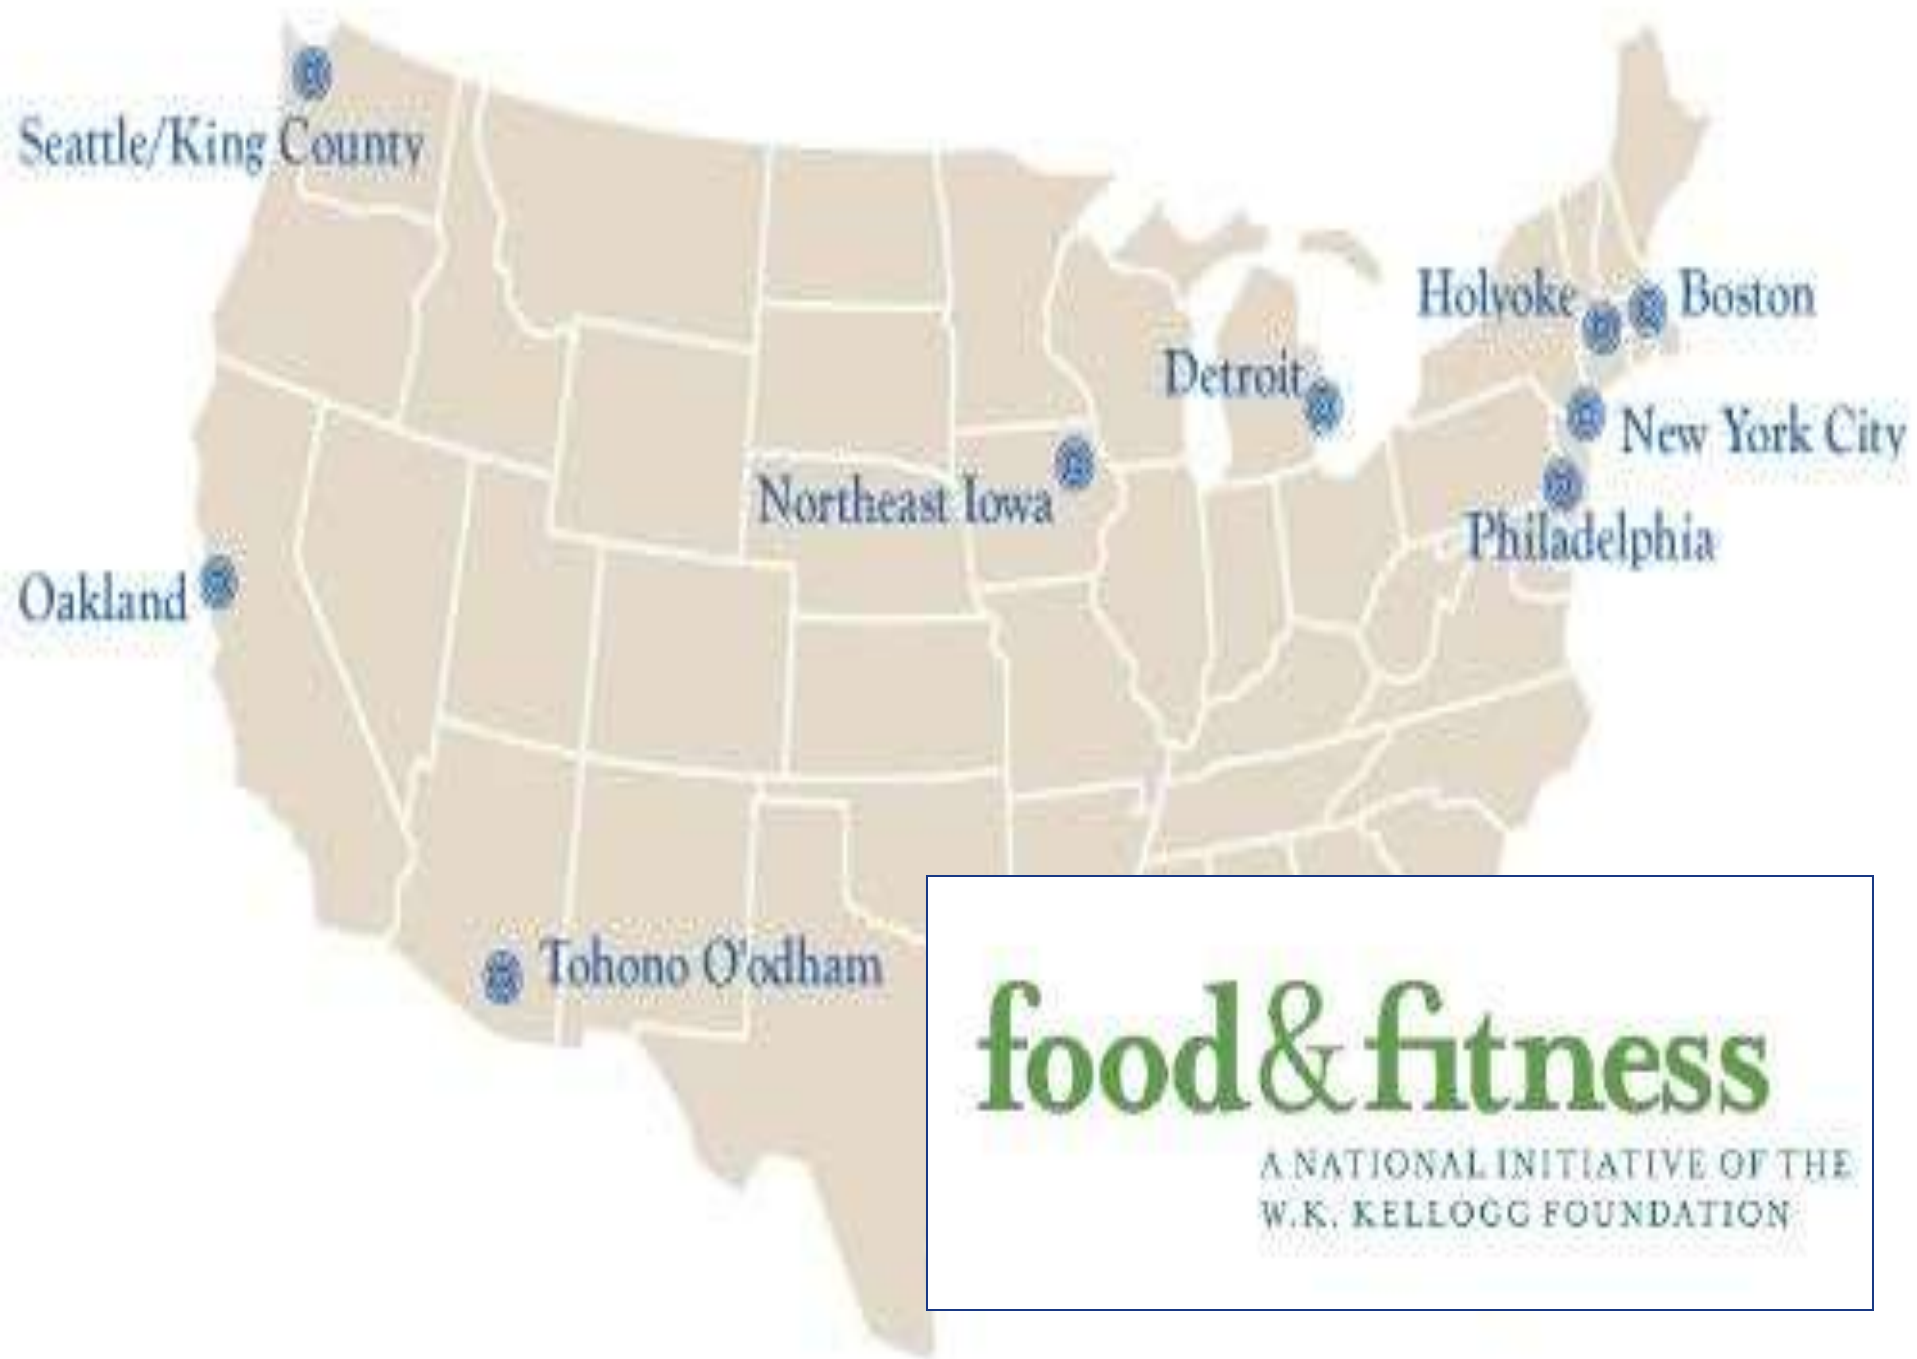 Seattle/King County
Holyoke
Boston
Detroit
New York City
Northeast Iowa
Philadelphia
Oakland
Tohono O'odham
food&fitness
A NATIONAL INITIATIVE OF THE
W.K. KELLOGG FOUNDATION